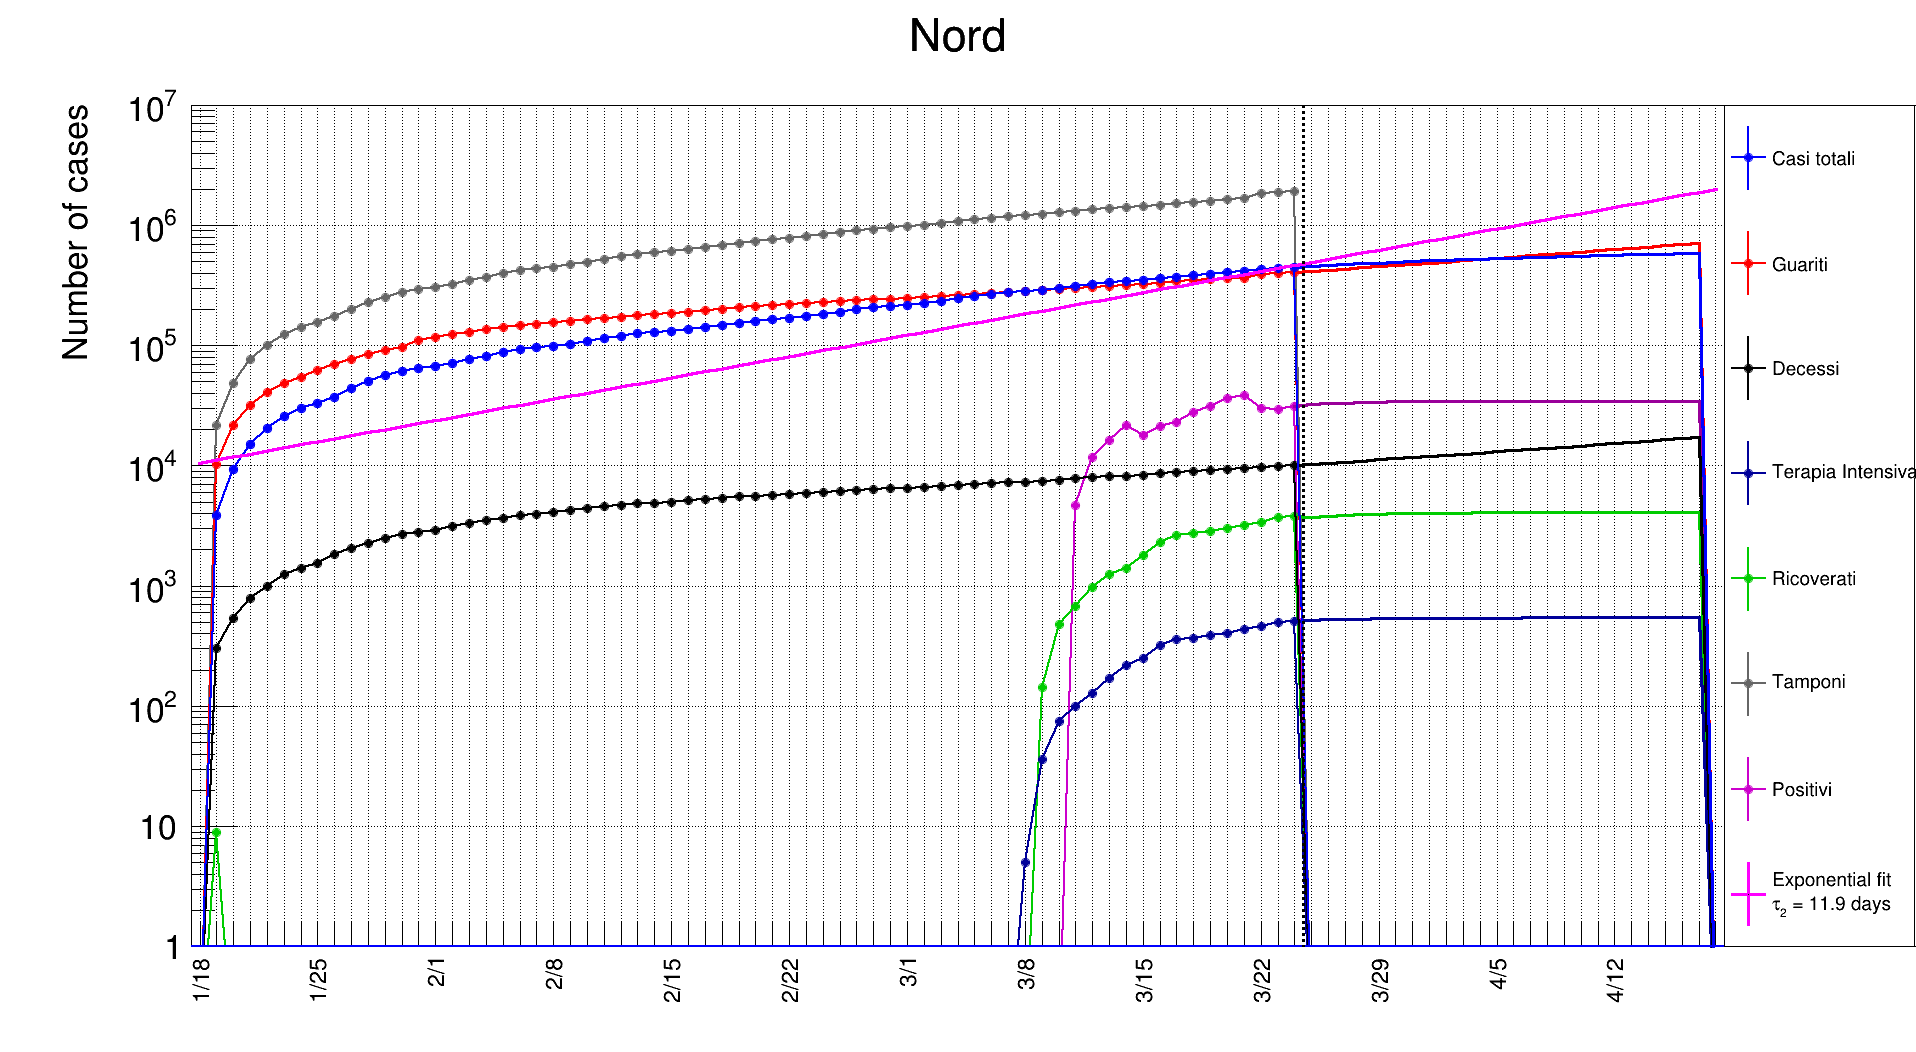 Nord
Number of cases
10^7
10^6
10^5
10^4
10^3
10^2
10
1
1/18
1/25
2/1
2/8
2/15
2/22
3/1
3/8
3/15
3/22
3/29
4/5
4/12
Casi totali
Guariti
Decessi
Terapia Intensiva
Ricoverati
Tamponi
Positivi
Exponential fit
τ₂ = 11.9 days